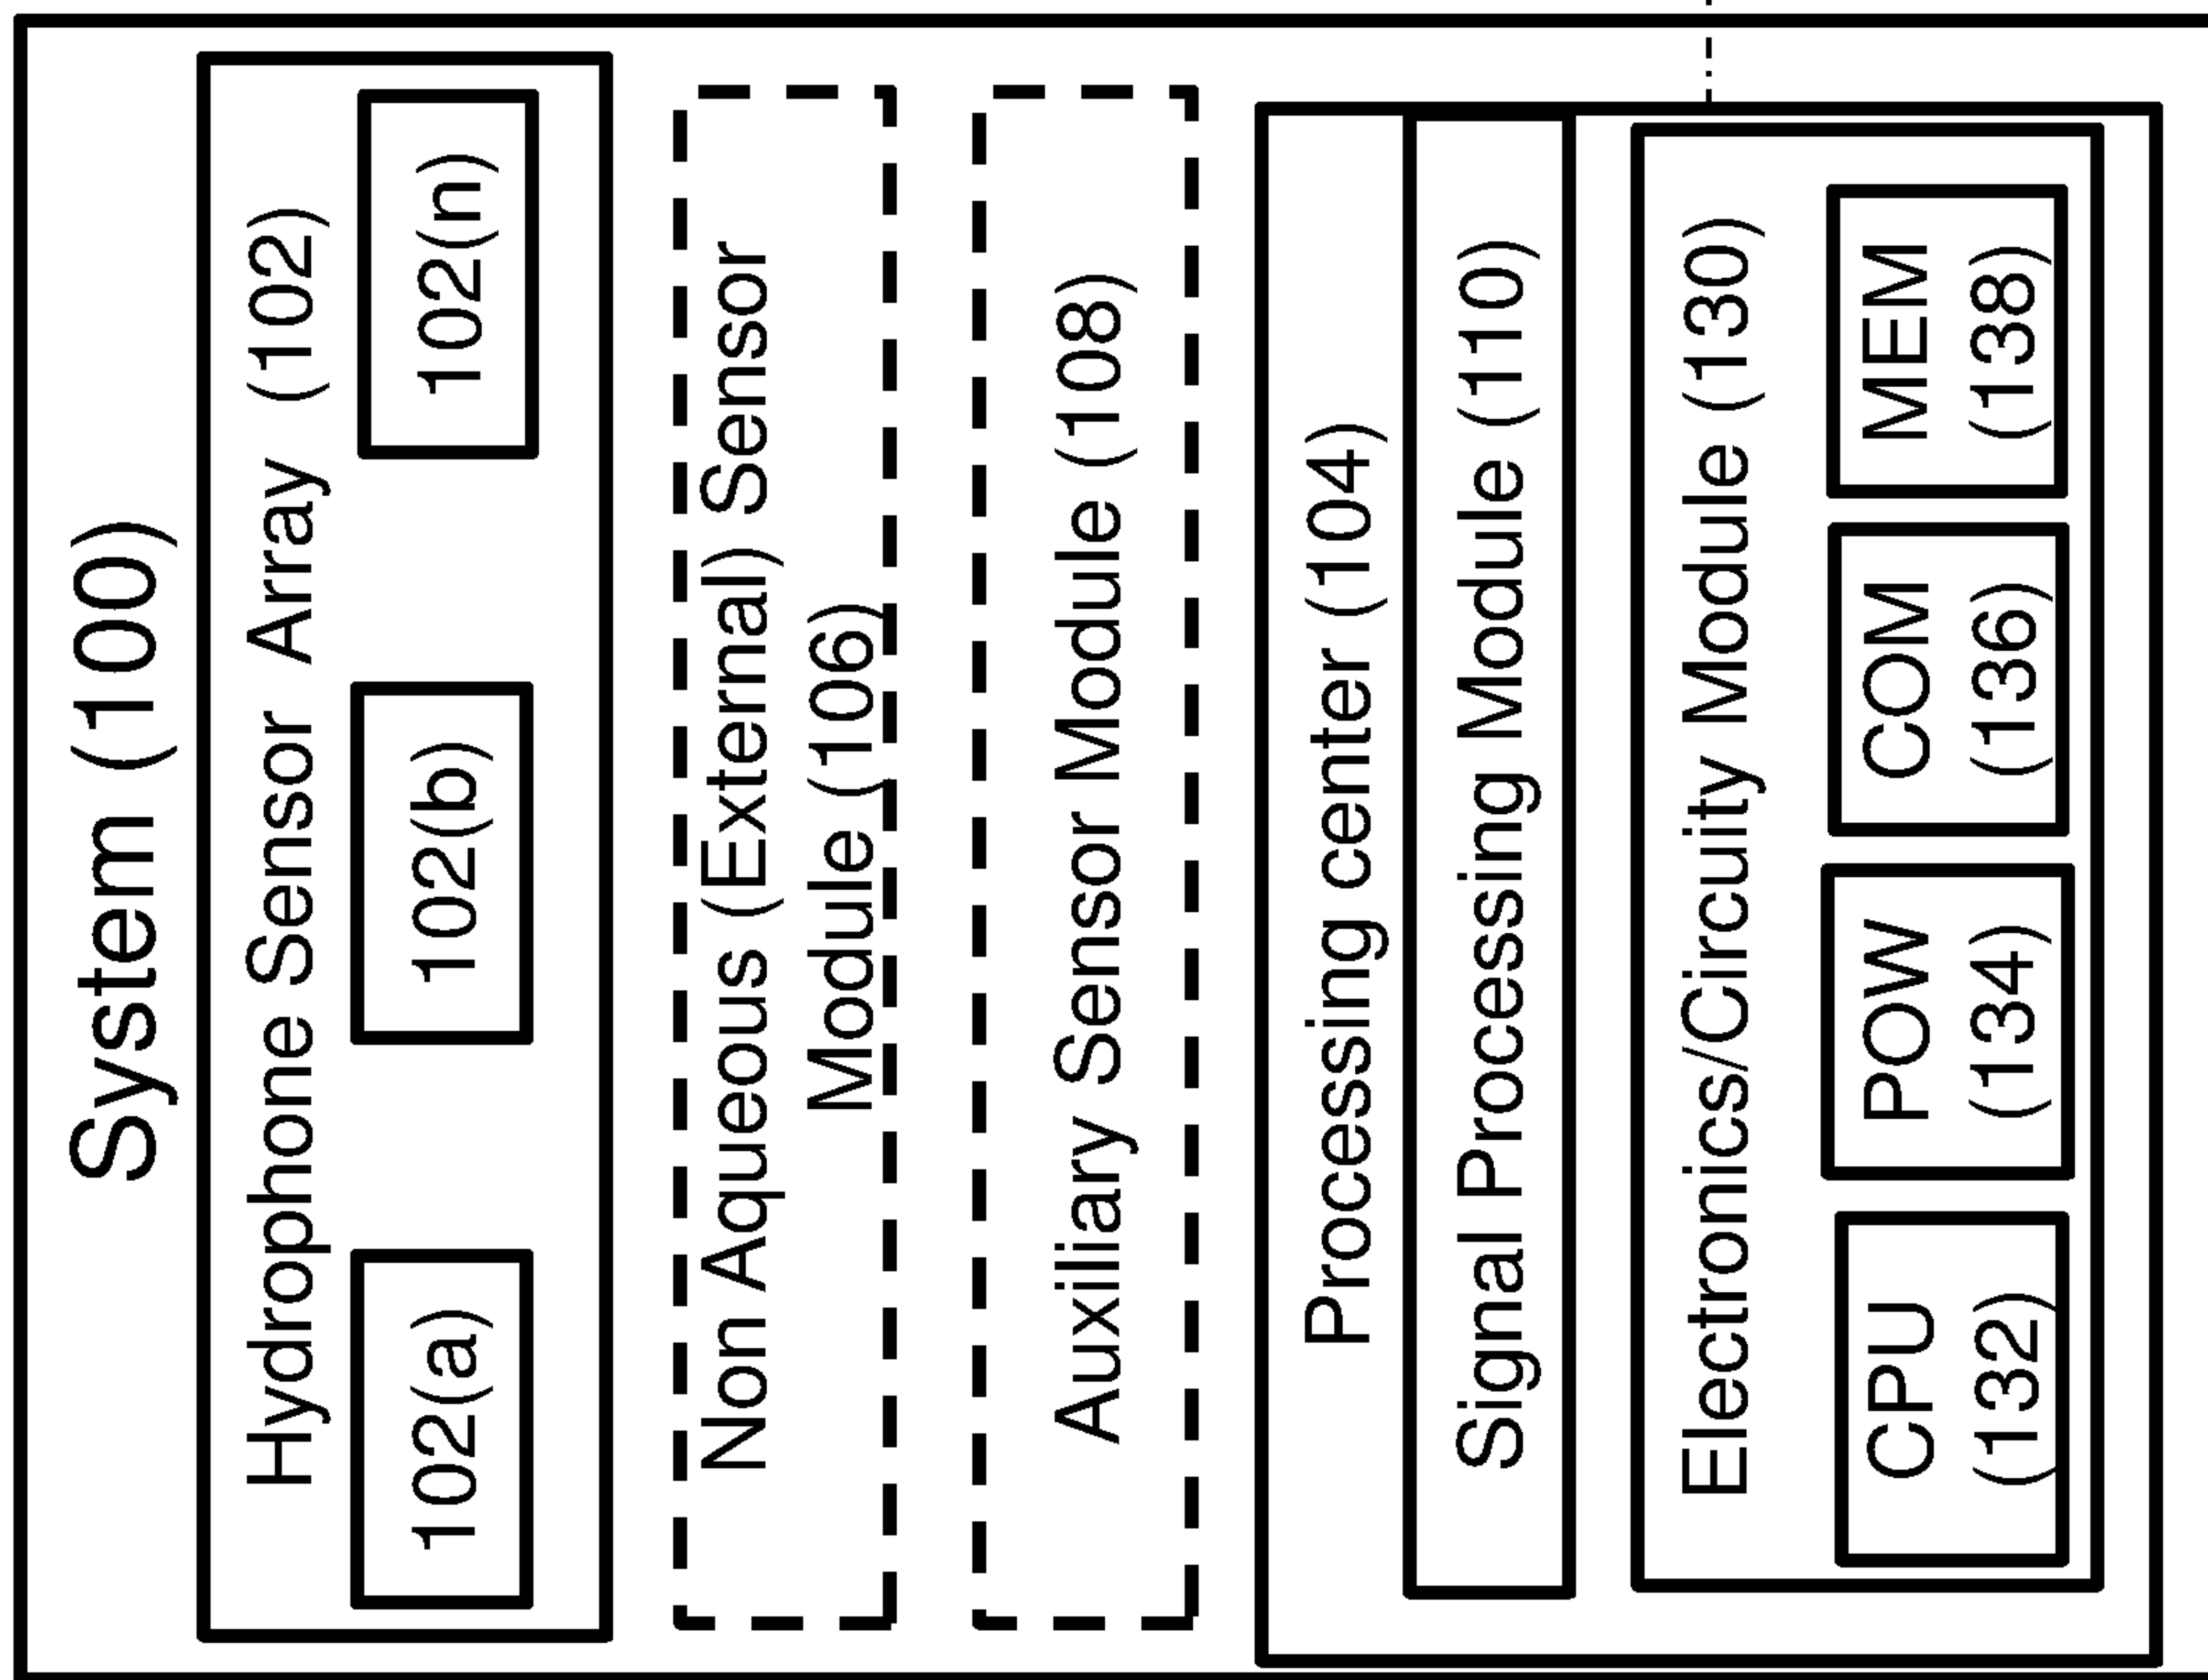 System (100)
Hydrophone Sensor Array (102)
102(a) 102(b) 102(n)
Non Aqueous (External) Sensor
Module (106)
Auxiliary Sensor Module (108)
Processing center (104)
Signal Processing Module (110)
Electronics/Circuity Module (130)
CPU POW COM MEM
(132) (134) (136) (138)